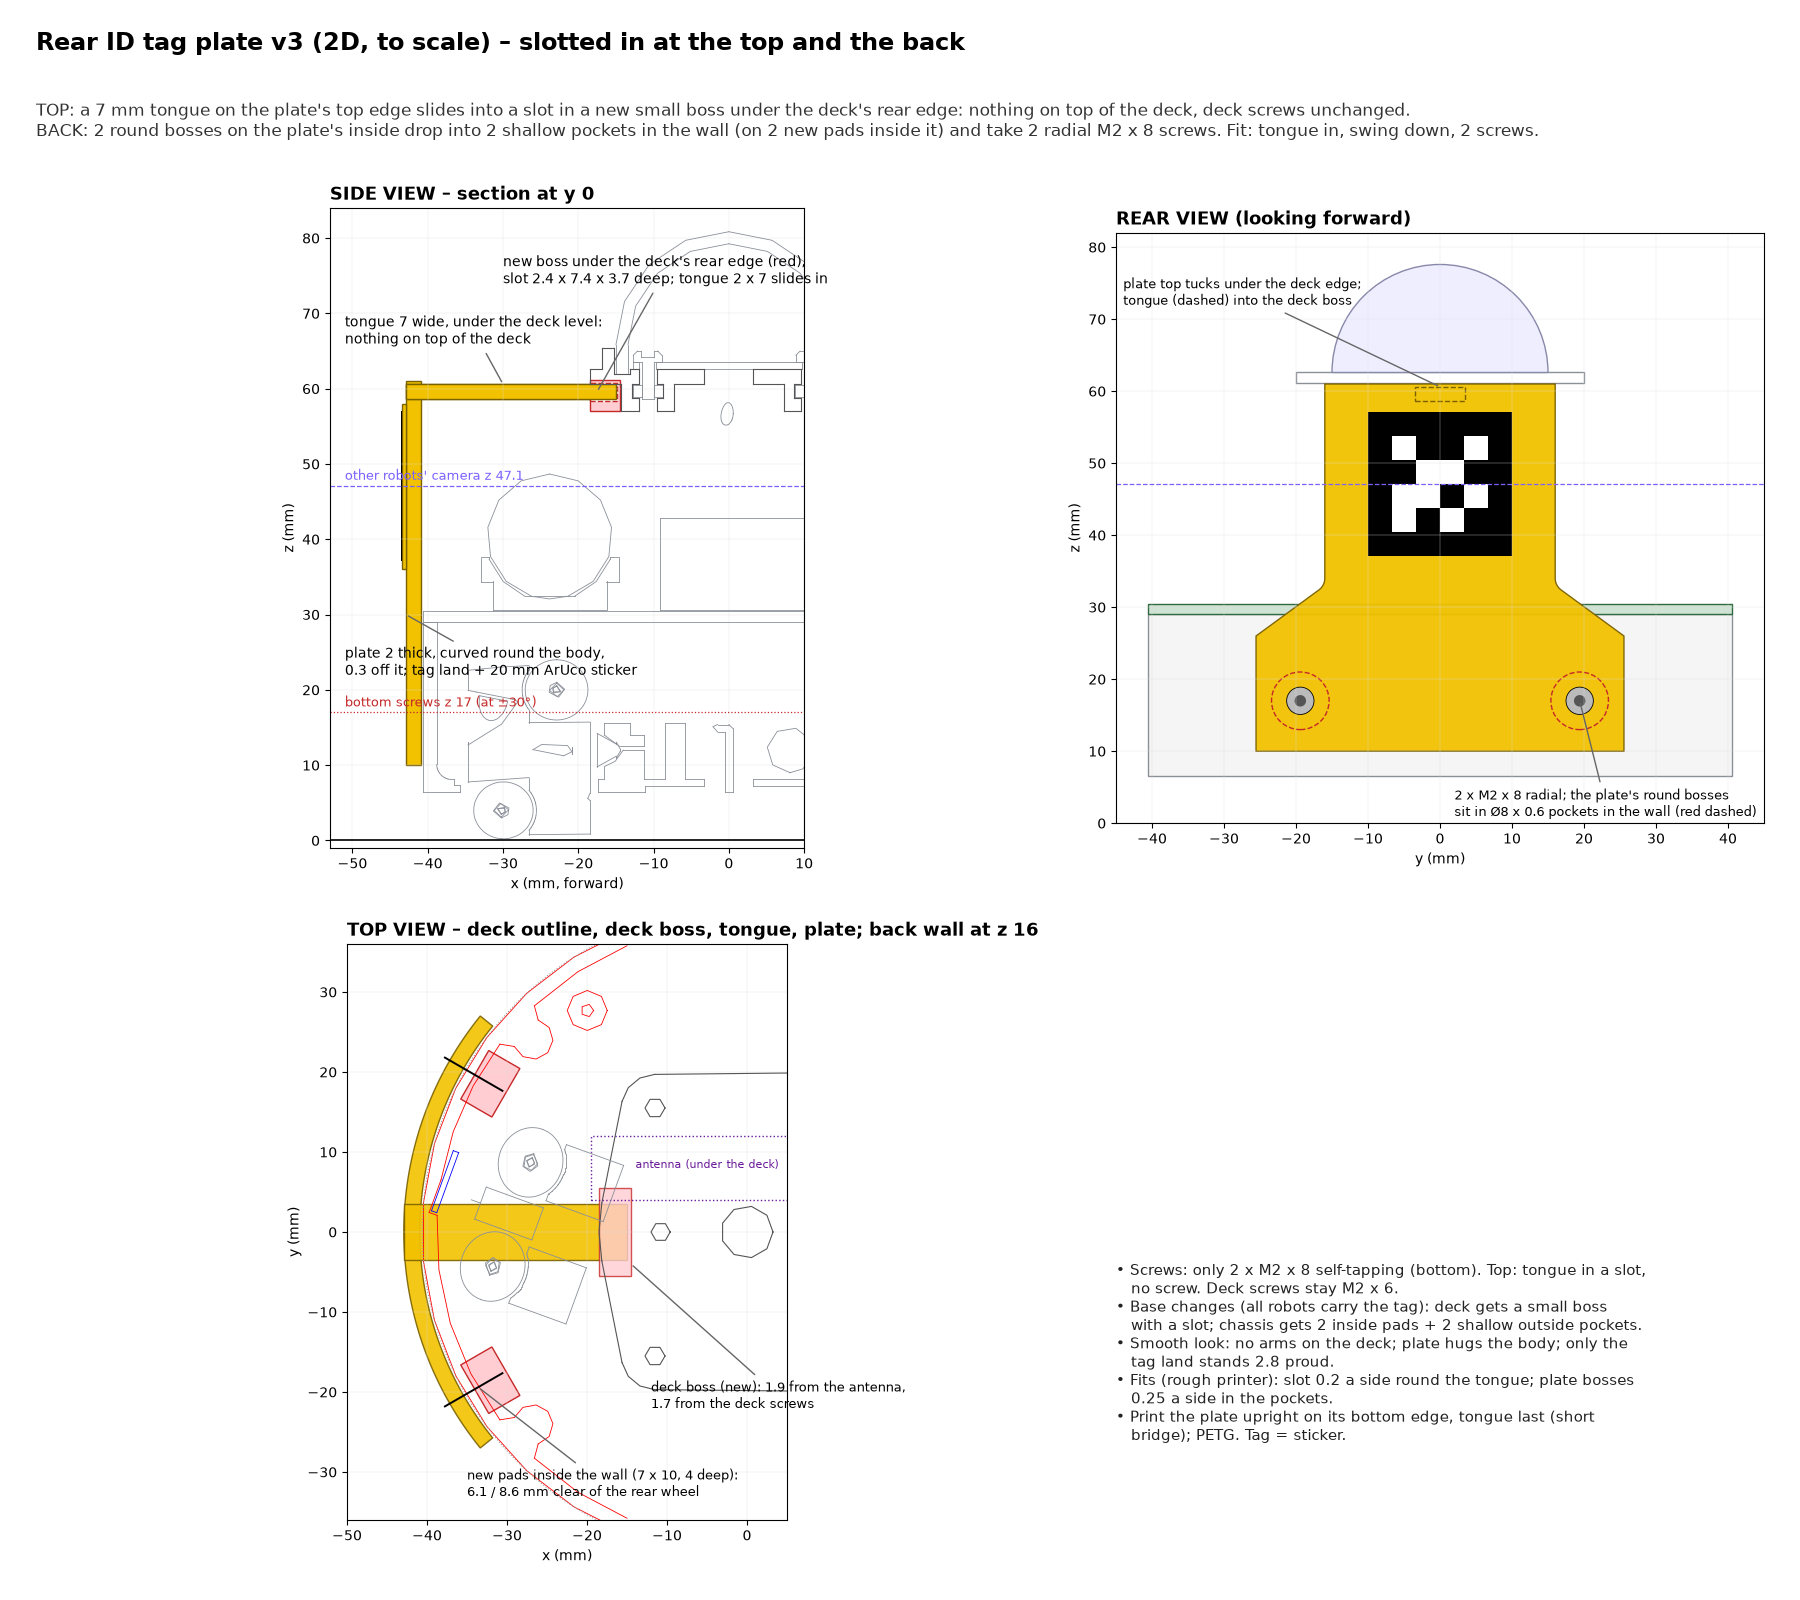 Rear ID tag plate v3 (2D, to scale) – slotted in at the top and the back
TOP: a 7 mm tongue on the plate's top edge slides into a slot in a new small boss under the deck's rear edge: nothing on top of the deck, deck screws unchanged.
BACK: 2 round bosses on the plate's inside drop into 2 shallow pockets in the wall (on 2 new pads inside it) and take 2 radial M2 x 8 screws. Fit: tongue in, swing down, 2 screws.
SIDE VIEW – section at y 0
new boss under the deck's rear edge (red),
slot 2.4 x 7.4 x 3.7 deep; tongue 2 x 7 slides in
tongue 7 wide, under the deck level:
nothing on top of the deck
other robots' camera z 47.1
plate 2 thick, curved round the body,
0.3 off it; tag land + 20 mm ArUco sticker
bottom screws z 17 (at ±30°)
80
70
60
50
40
30
20
10
0
z (mm)
−50 −40 −30 −20 −10 0 10
x (mm, forward)
REAR VIEW (looking forward)
plate top tucks under the deck edge;
tongue (dashed) into the deck boss
2 x M2 x 8 radial; the plate's round bosses
sit in Ø8 x 0.6 pockets in the wall (red dashed)
80
70
60
50
40
30
20
10
0
z (mm)
−40 −30 −20 −10 0 10 20 30 40
y (mm)
TOP VIEW – deck outline, deck boss, tongue, plate; back wall at z 16
antenna (under the deck)
deck boss (new): 1.9 from the antenna,
1.7 from the deck screws
new pads inside the wall (7 x 10, 4 deep):
6.1 / 8.6 mm clear of the rear wheel
30
20
10
0
−10
−20
−30
y (mm)
−50 −40 −30 −20 −10 0
x (mm)
• Screws: only 2 x M2 x 8 self-tapping (bottom). Top: tongue in a slot,
no screw. Deck screws stay M2 x 6.
• Base changes (all robots carry the tag): deck gets a small boss
with a slot; chassis gets 2 inside pads + 2 shallow outside pockets.
• Smooth look: no arms on the deck; plate hugs the body; only the
tag land stands 2.8 proud.
• Fits (rough printer): slot 0.2 a side round the tongue; plate bosses
0.25 a side in the pockets.
• Print the plate upright on its bottom edge, tongue last (short
bridge); PETG. Tag = sticker.